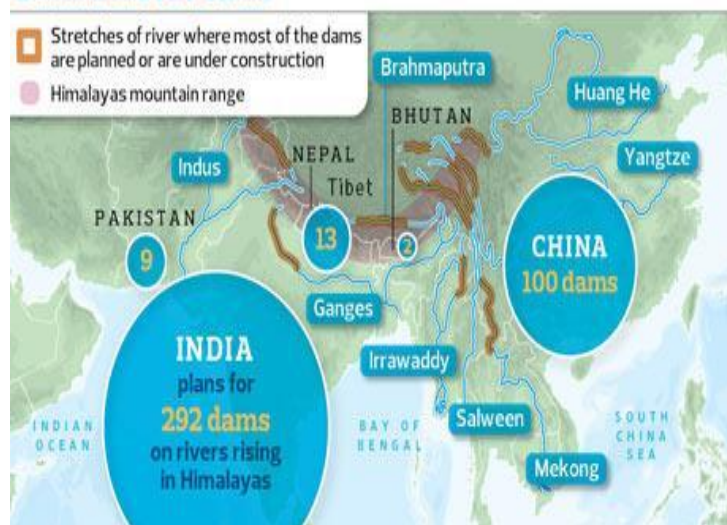 Stretches of river where most of the dams
are planned or are under construction
Himalayas mountain range
Brahmaputra
BHUTAN
Huang He
Yangtze
Indus
NEPAL
Tibet
PAKISTAN
9
13
2
CHINA
100 dams
Ganges
INDIA
plans for
292 dams
on rivers rising
in Himalayas
Irrawaddy
Salween
Mekong
INDIAN
OCEAN
BAY OF
BENGAL
SOUTH
CHINA
SEA